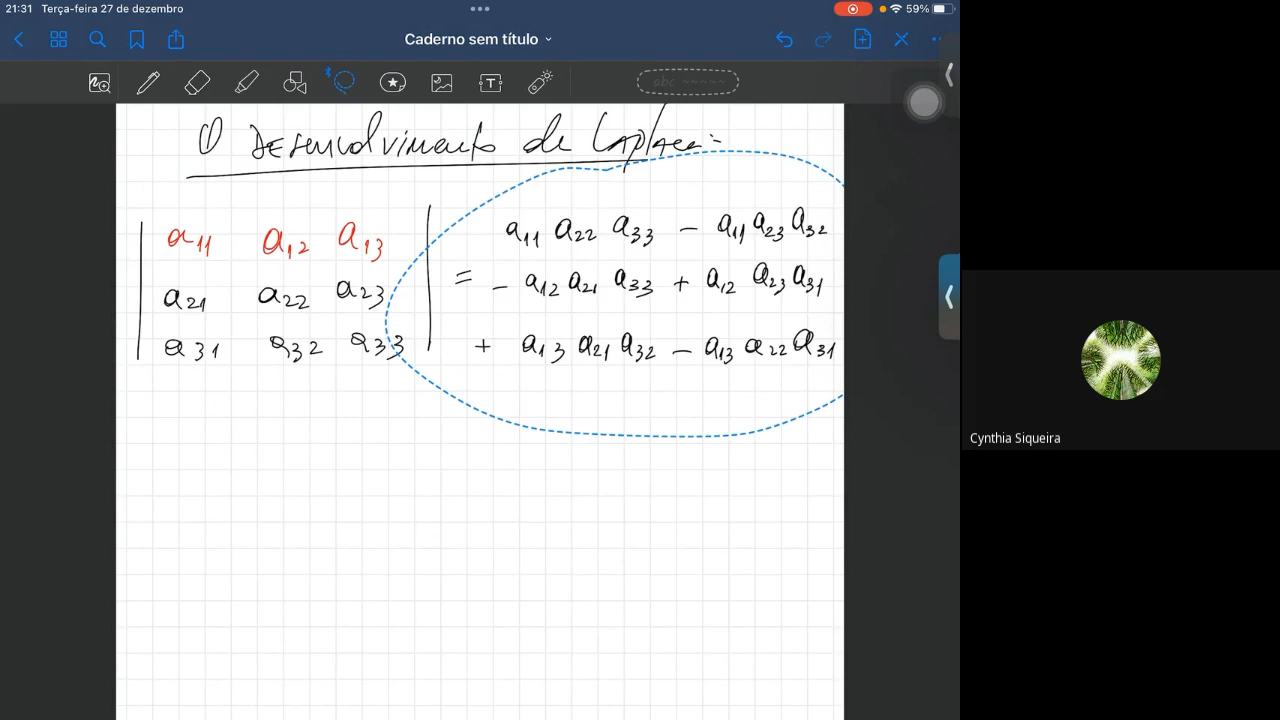 21:31 Terça-feira 27 de dezembro
59%
Caderno sem título
abc
O Desenvolvimento de Laplace:
a11 a12 a13
a21 a22 a23
a31 a32 a33
a11 a22 a33 − a11 a23 a32
= − a12 a21 a33 + a12 a23 a31
+ a13 a21 a32 − a13 a22 a31
Cynthia Siqueira